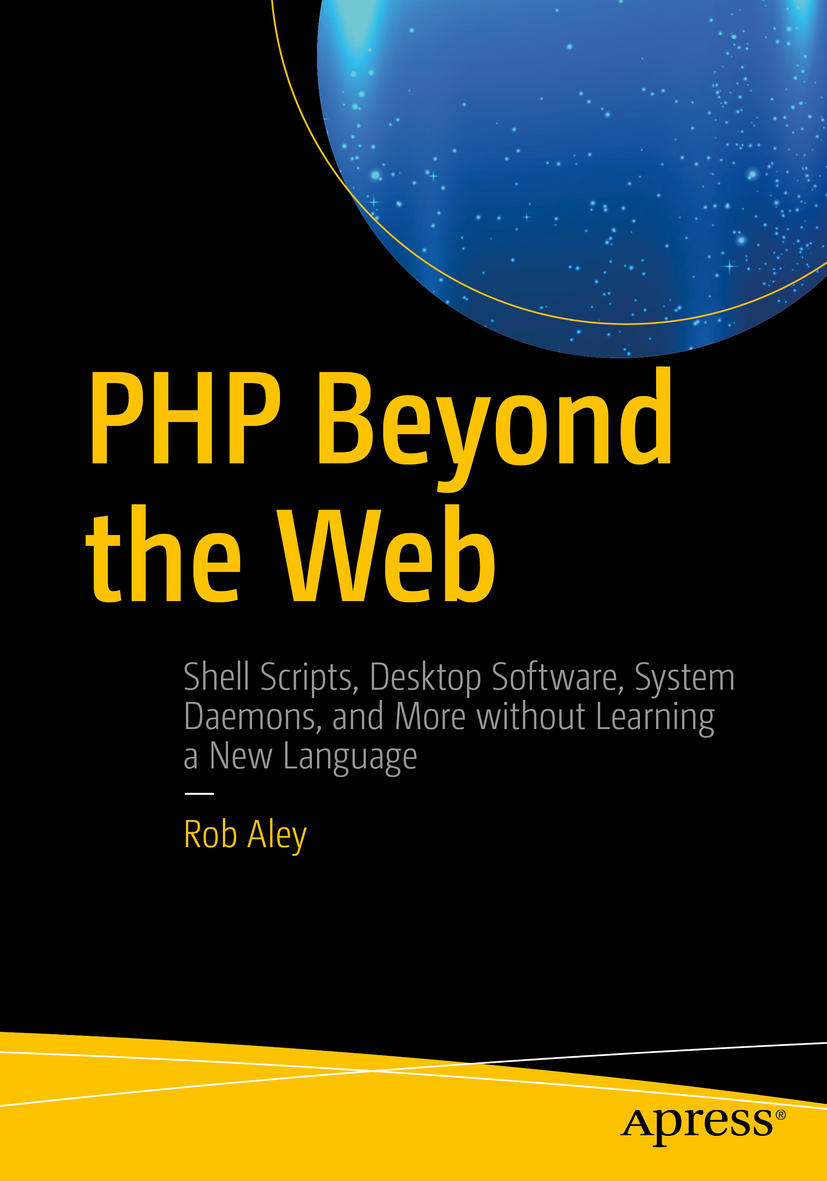 PHP Beyond
the Web
Shell Scripts, Desktop Software, System
Daemons, and More without Learning
a New Language
Rob Aley
Apress®